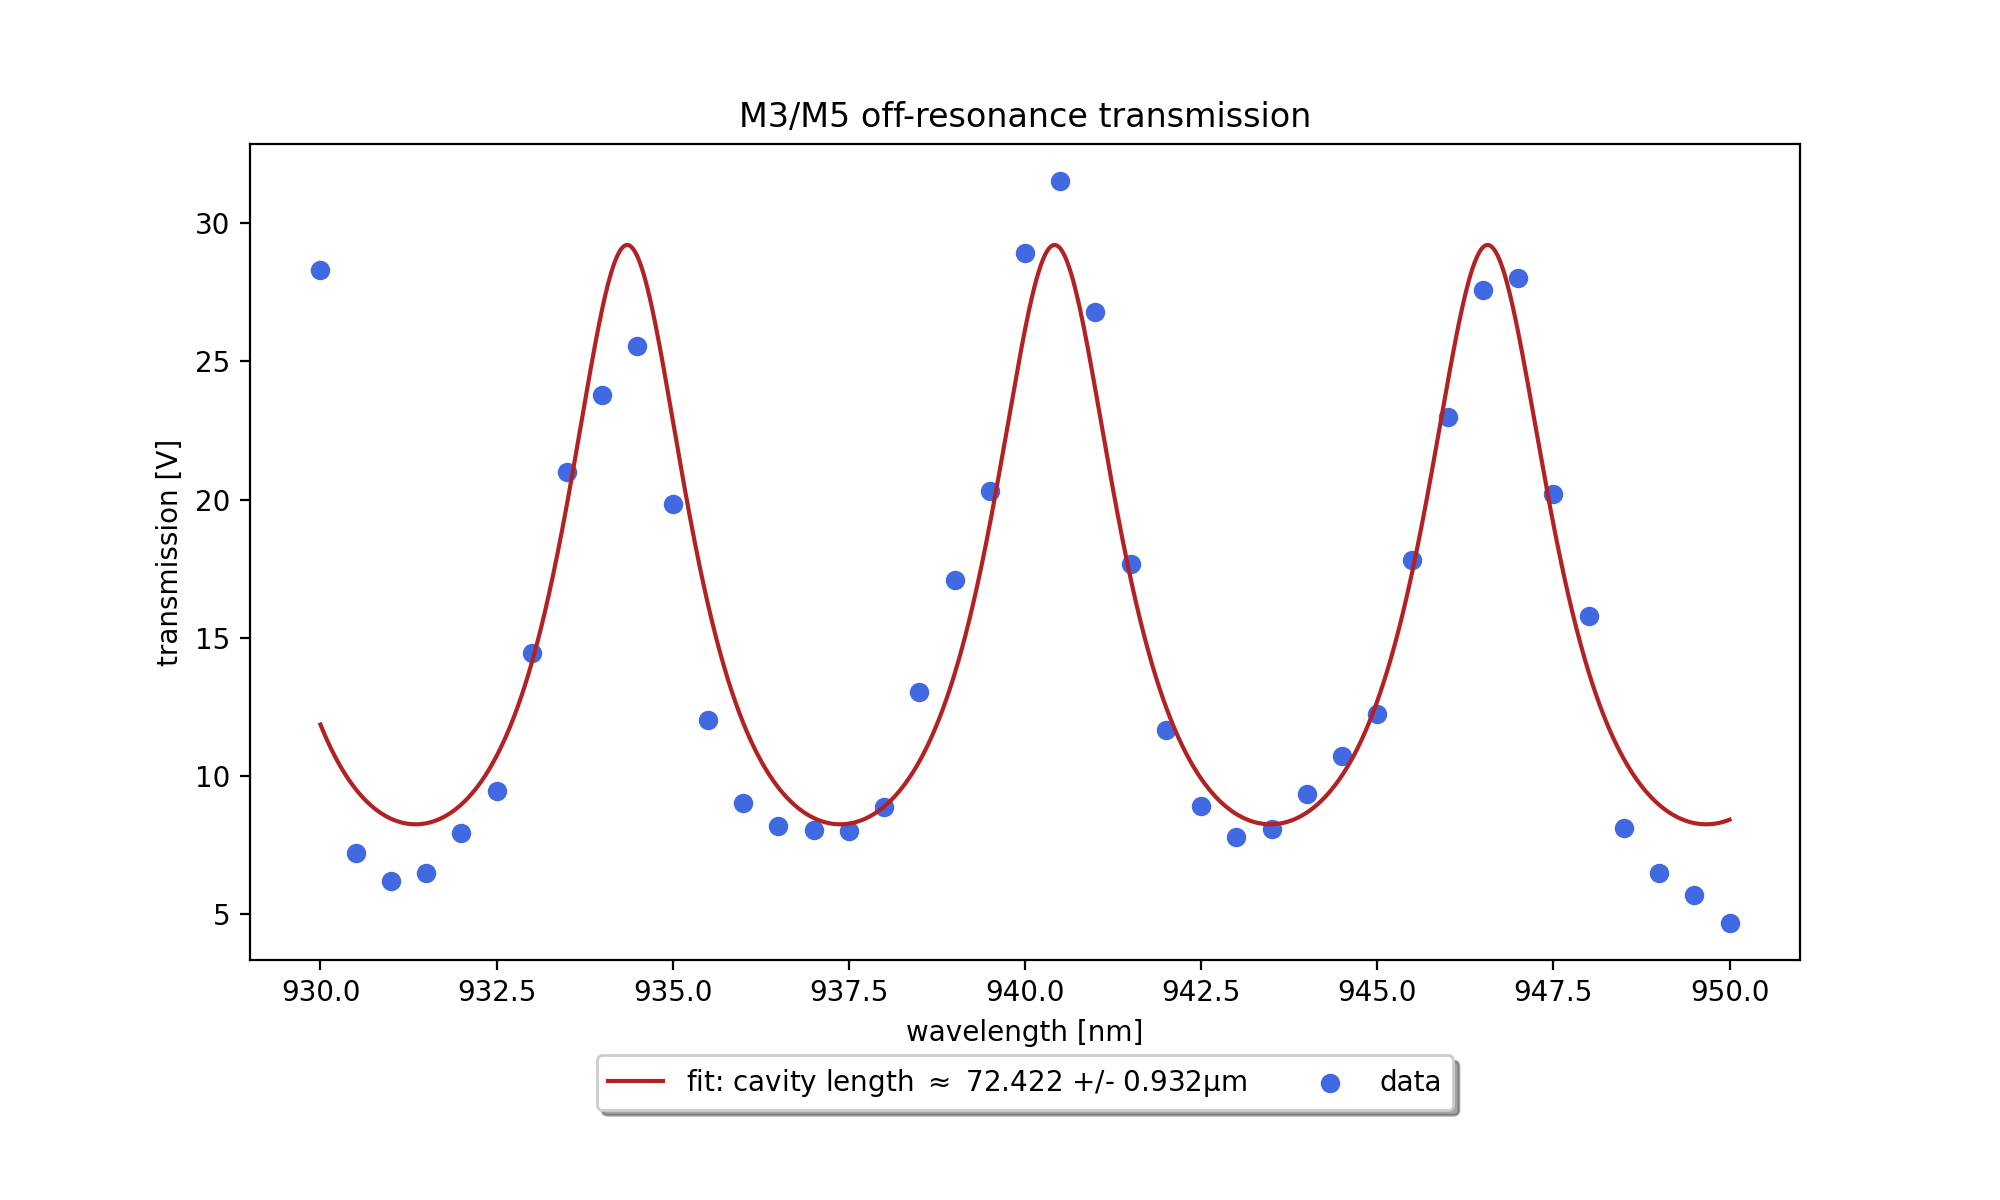 M3/M5 off-resonance transmission
transmission [V]
30
25
20
15
10
5
930.0 932.5 935.0 937.5 940.0 942.5 945.0 947.5 950.0
wavelength [nm]
fit: cavity length ≈ 72.422 +/- 0.932μm data